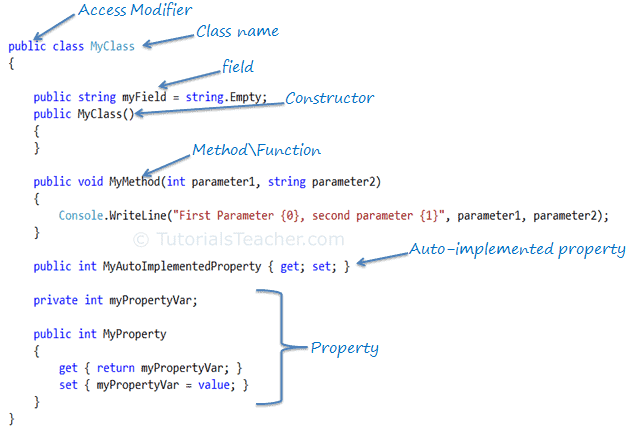 Access Modifier
public class MyClass
Class name
{
field
public string myField = string.Empty;
public MyClass()
Constructor
{
}
Method\Function
public void MyMethod(int parameter1, string parameter2)
{
Console.WriteLine("First Parameter {0}, second parameter {1}", parameter1, parameter2);
}
© TutorialsTeacher.com
Auto-implemented property
public int MyAutoImplementedProperty { get; set; }
private int myPropertyVar;
public int MyProperty
Property
{
get { return myPropertyVar; }
set { myPropertyVar = value; }
}
}